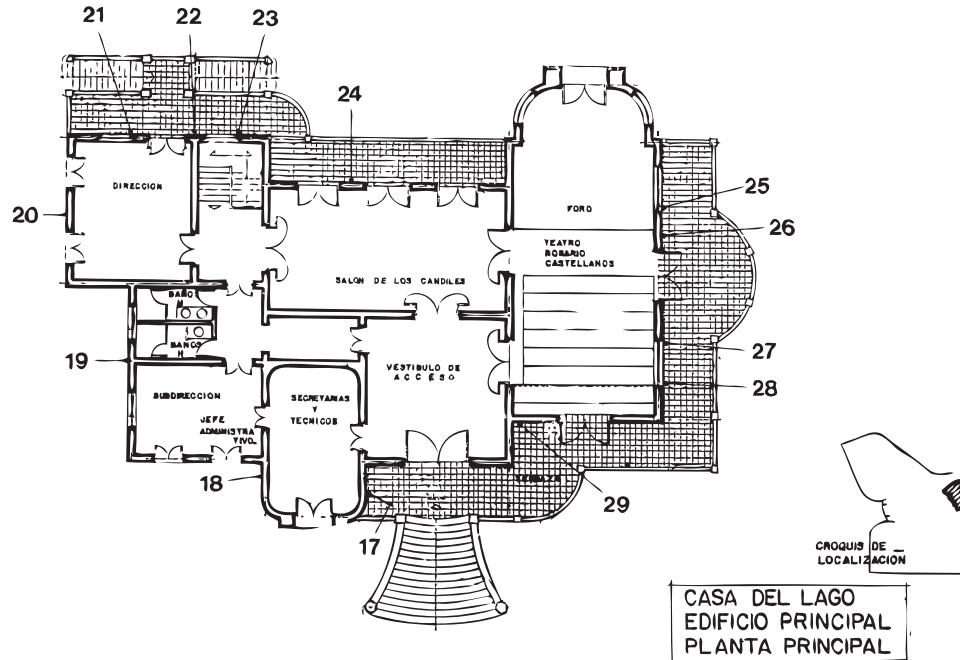 21
22
23
24
DIRECCION
20
25
FORO
26
TEATRO
ROSARIO
CASTELLANOS
SALON DE LOS CANDILES
BAÑOS
M
19
BAÑOS
H
27
VESTIBULO DE
ACCESO
28
SUBDIRECCION
SECRETARIAS
Y
TECNICOS
JEFE
ADMINISTRA
TIVO.
18
TERRAZA
29
17
CROQUIS DE _
LOCALIZACIÓN
CASA DEL LAGO
EDIFICIO PRINCIPAL
PLANTA PRINCIPAL